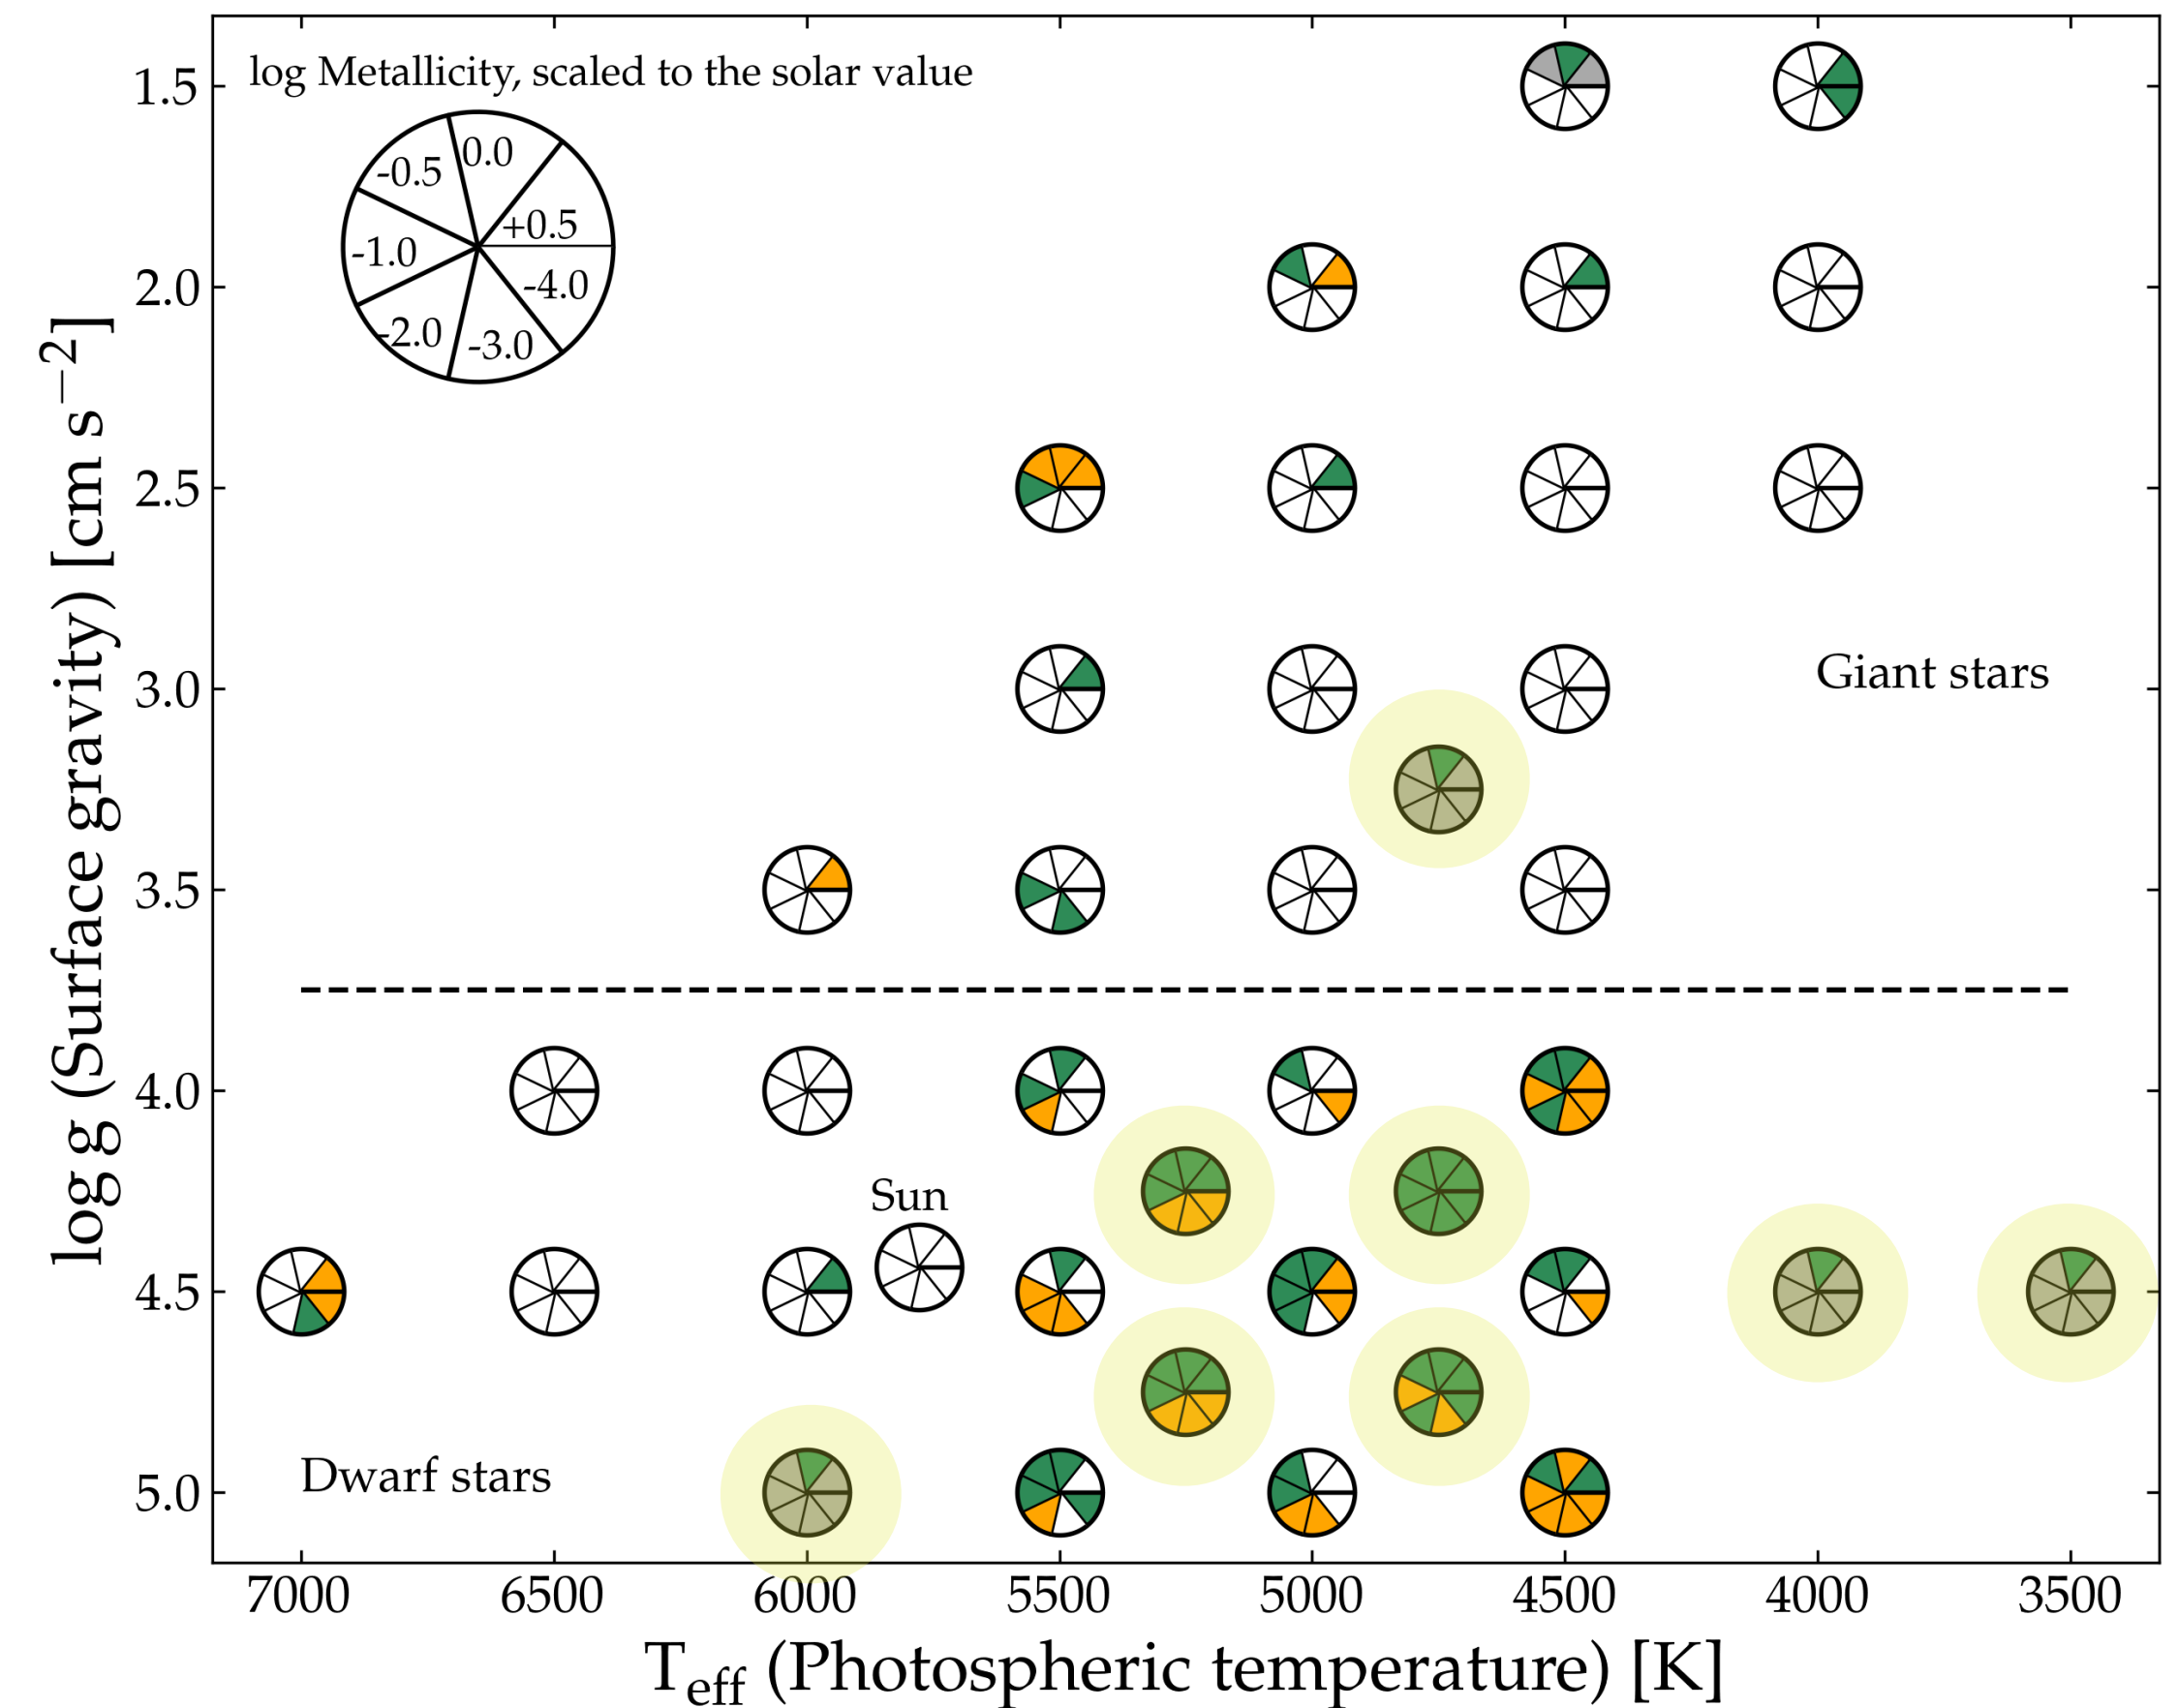 log Metallicity, scaled to the solar value
0.0
-0.5
+0.5
-1.0
-4.0
-2.0
-3.0
Giant stars
Sun
Dwarf stars
1.5
2.0
2.5
3.0
3.5
4.0
4.5
5.0
log g (Surface gravity) [cm s⁻²]
7000 6500 6000 5500 5000 4500 4000 3500
T_eff (Photospheric temperature) [K]